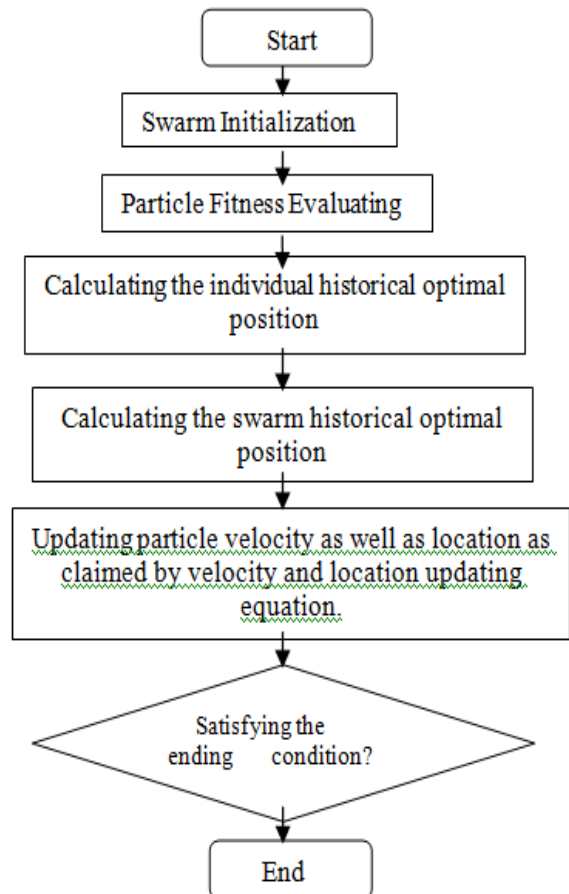 Start
Swarm Initialization
Particle Fitness Evaluating
Calculating the individual historical optimal
position
Calculating the swarm historical optimal
position
Updating particle velocity as well as location as
claimed by velocity and location updating
equation.
Satisfying the
ending condition?
End